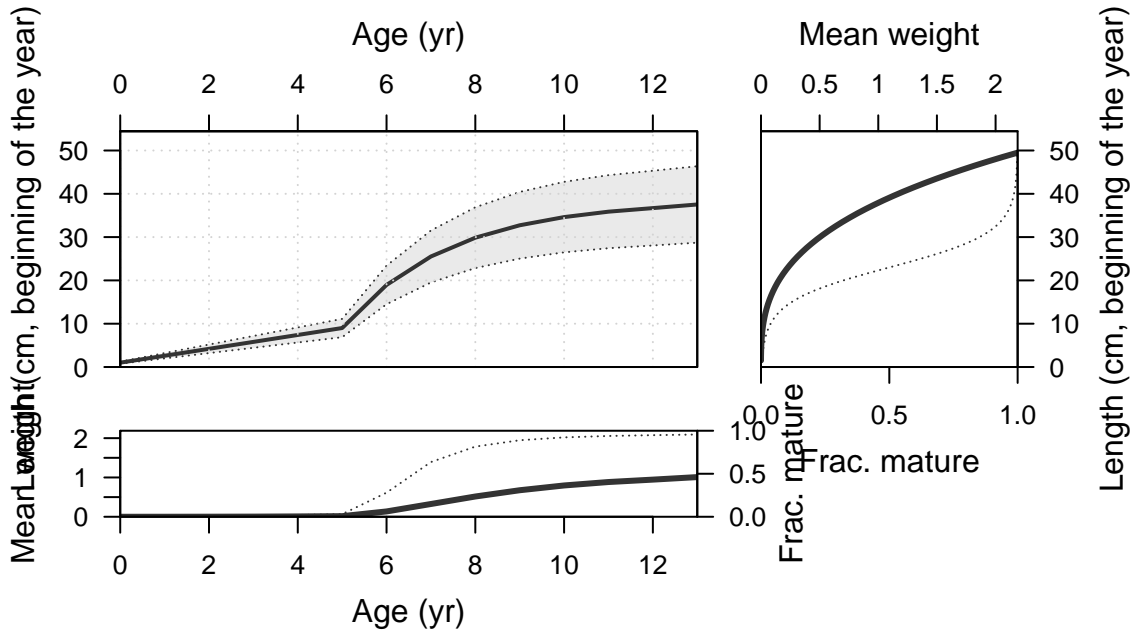 Age (yr)
Mean weight
0 2 4 6 8 10 12
0 0.5 1 1.5 2
Length (cm, beginning of the year)
50
40
30
20
10
0
50
40
30
20
10
0
Length (cm, beginning of the year)
0.0 0.5 1.0
Frac. mature
Mean weight
2
1
0
1.0
0.5
0.0
Frac. mature
0 2 4 6 8 10 12
Age (yr)